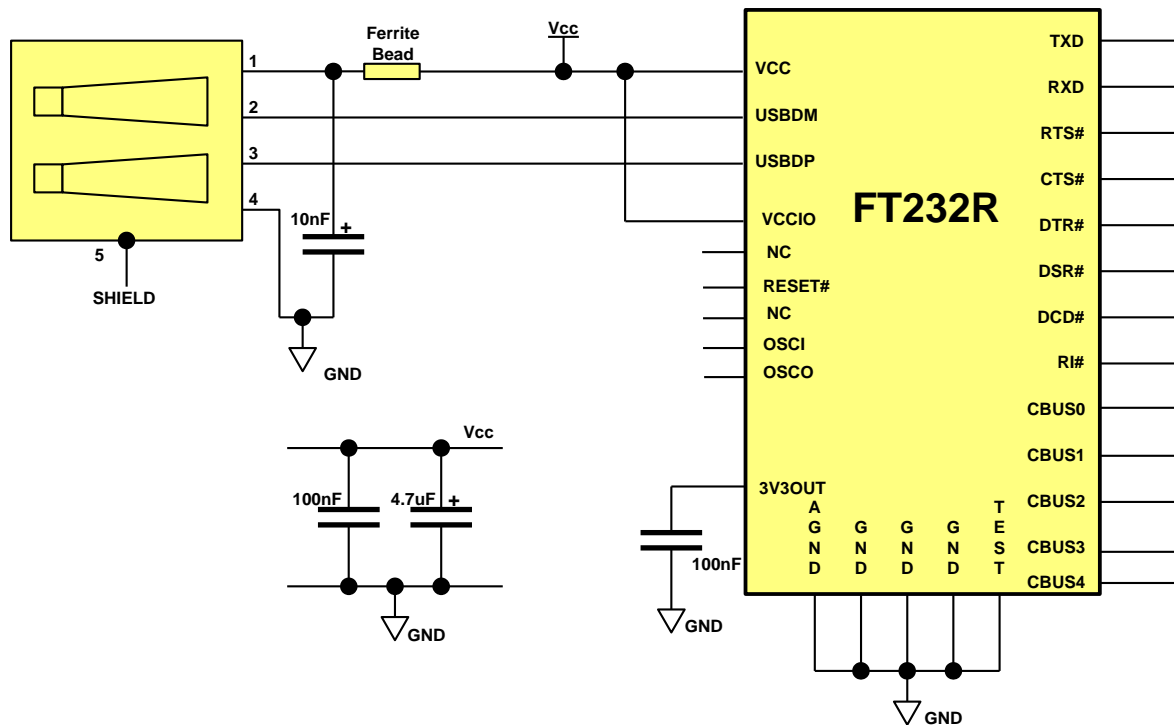 Ferrite
Bead
Vcc
1
2
3
4
5
SHIELD
10nF
+
GND
Vcc
100nF
4.7uF
+
GND
FT232R
VCC
USBDM
USBDP
VCCIO
NC
RESET#
NC
OSCI
OSCO
3V3OUT
100nF
GND
AGND
GND
GND
GND
TEST
GND
TXD
RXD
RTS#
CTS#
DTR#
DSR#
DCD#
RI#
CBUS0
CBUS1
CBUS2
CBUS3
CBUS4